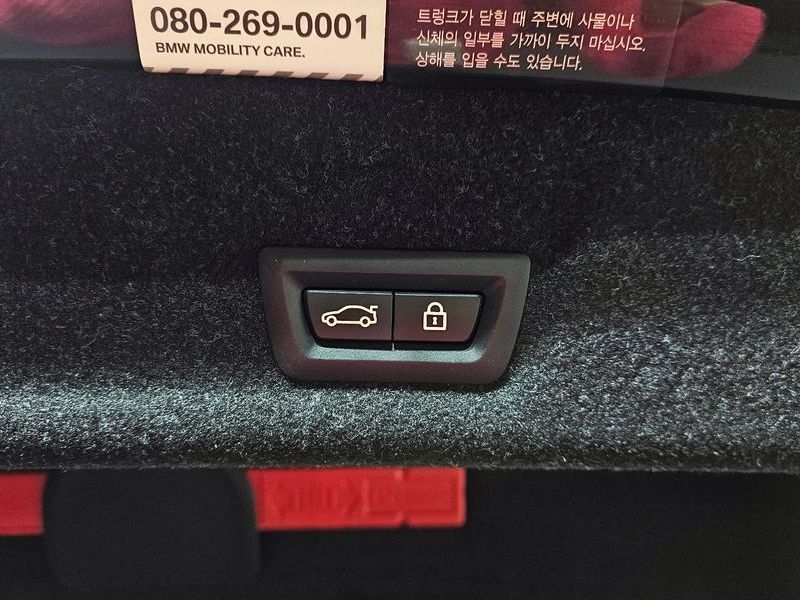 080-269-0001
BMW MOBILITY CARE.
트렁크가 닫힐 때 주변에 사물이나
신체의 일부를 가까이 두지 마십시오.
상해를 입을 수도 있습니다.